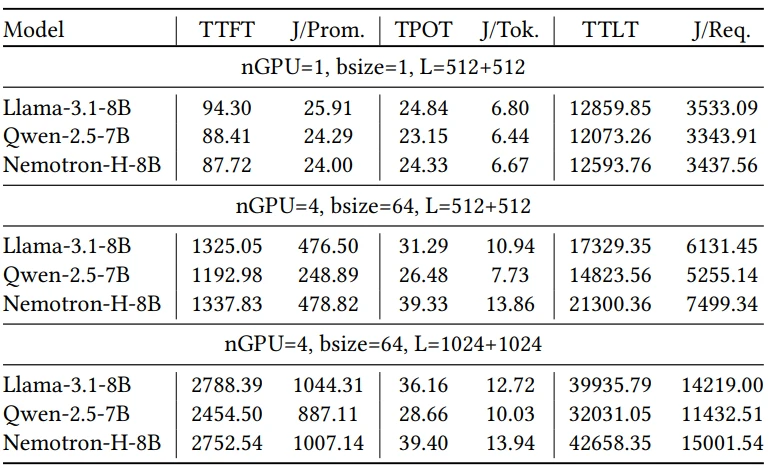 Model TTFT J/Prom. TPOT J/Tok. TTLT J/Req.
nGPU=1, bsize=1, L=512+512
Llama-3.1-8B 94.30 25.91 24.84 6.80 12859.85 3533.09
Qwen-2.5-7B 88.41 24.29 23.15 6.44 12073.26 3343.91
Nemotron-H-8B 87.72 24.00 24.33 6.67 12593.76 3437.56
nGPU=4, bsize=64, L=512+512
Llama-3.1-8B 1325.05 476.50 31.29 10.94 17329.35 6131.45
Qwen-2.5-7B 1192.98 248.89 26.48 7.73 14823.56 5255.14
Nemotron-H-8B 1337.83 478.82 39.33 13.86 21300.36 7499.34
nGPU=4, bsize=64, L=1024+1024
Llama-3.1-8B 2788.39 1044.31 36.16 12.72 39935.79 14219.00
Qwen-2.5-7B 2454.50 887.11 28.66 10.03 32031.05 11432.51
Nemotron-H-8B 2752.54 1007.14 39.40 13.94 42658.35 15001.54